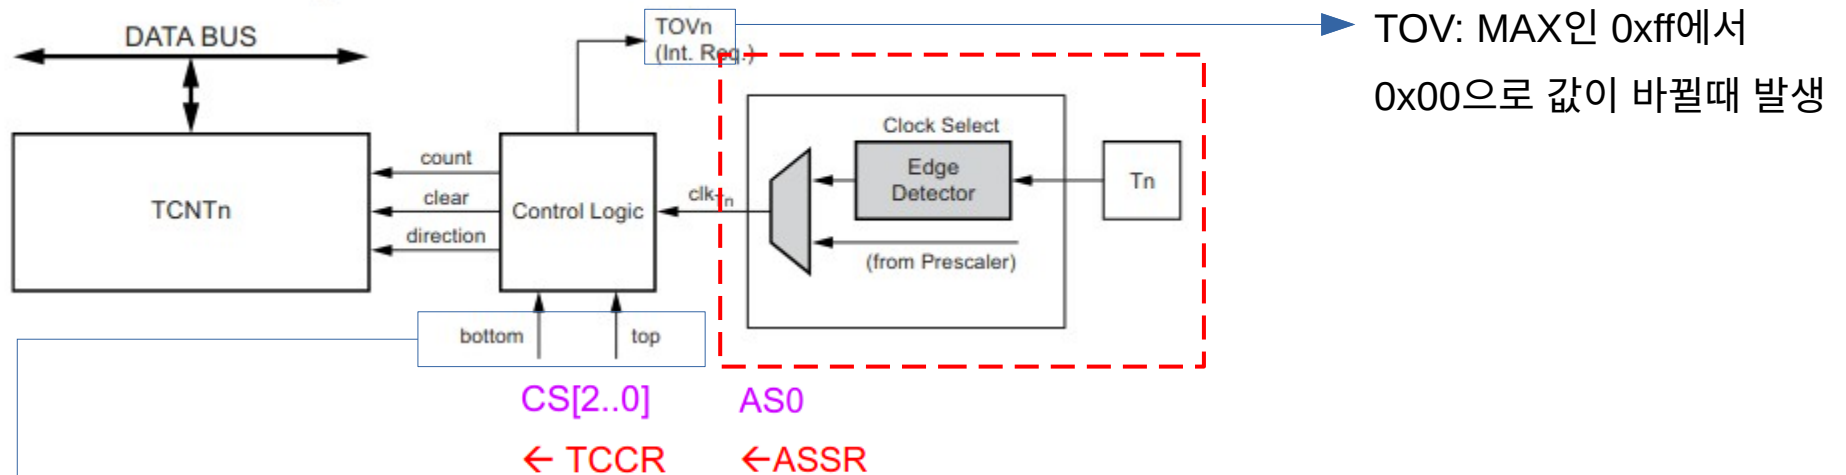 DATA BUS
TOVn
(Int. Req.)
TOV: MAX인 0xff에서
0x00으로 값이 바뀔때 발생
TCNTn
count
clear
direction
Control Logic
clkTn
Clock Select
Edge
Detector
Tn
(from Prescaler)
bottom
top
CS[2..0]
AS0
← TCCR
←ASSR